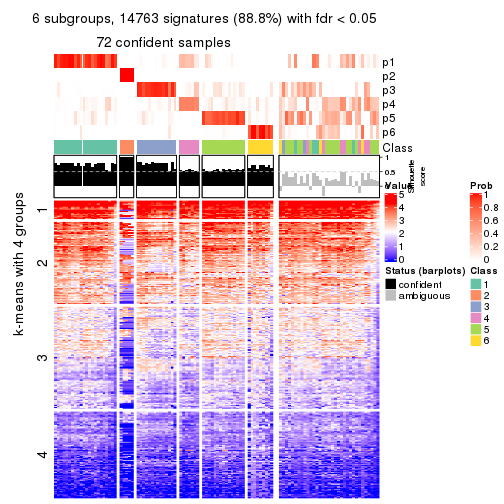 6 subgroups, 14763 signatures (88.8%) with fdr < 0.05
72 confident samples
p1
p2
p3
p4
p5
p6
Class
1
0.5
0
Silhouette
score
k-means with 4 groups
1
2
3
4
Value
5
4
3
2
1
0
Prob
1
0.8
0.6
0.4
0.2
0
Status (barplots)
confident
ambiguous
Class
1
2
3
4
5
6